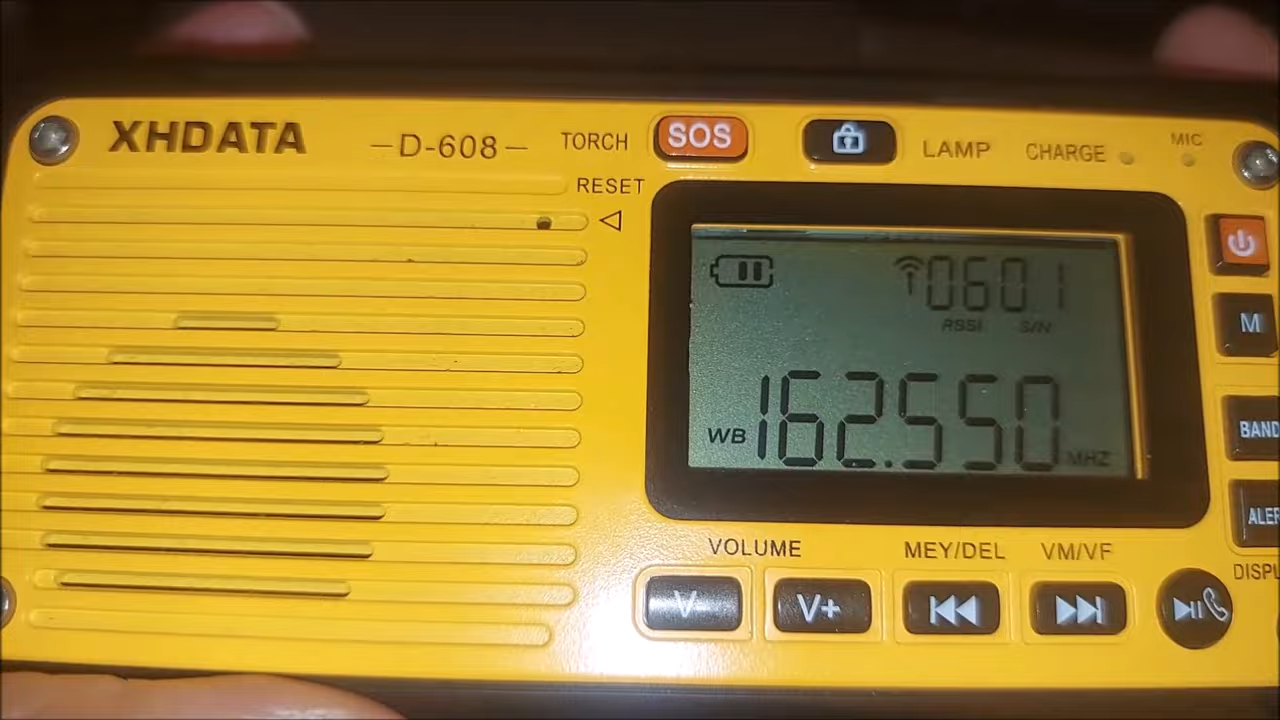 XHDATA
—D-608—
TORCH
SOS
LAMP
CHARGE
MIC
RESET
0601
RSSI S/N
WB 162.550 MHZ
M
BAND
VOLUME
MEY/DEL
VM/VF
V-
V+